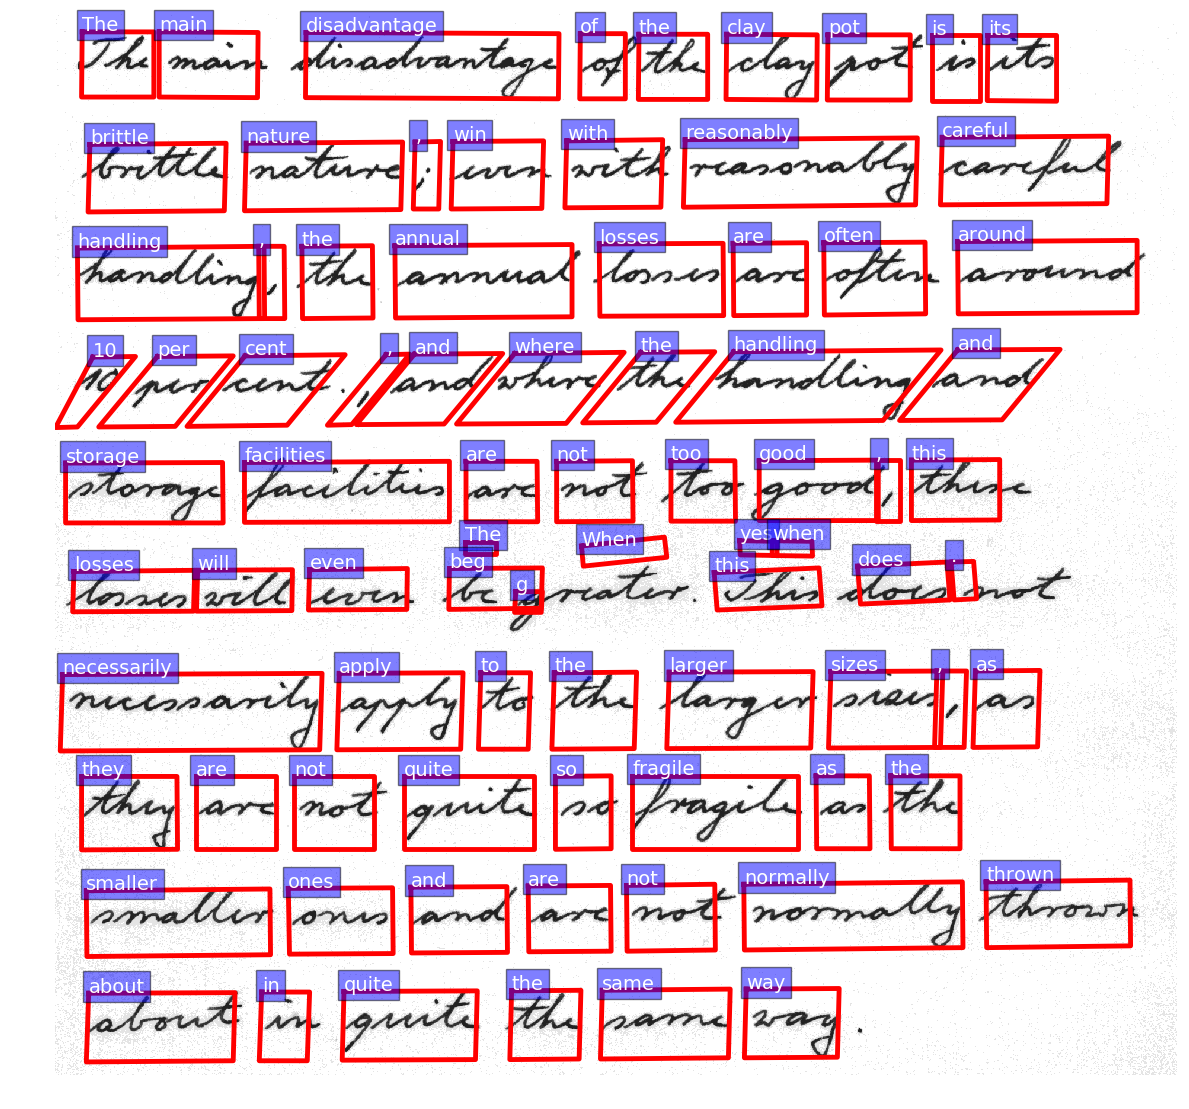 The main disadvantage of the clay pot is its
The main disadvantage of the clay pot is its
brittle nature , win with reasonably careful
brittle nature ; even with reasonably careful
handling , the annual losses are often around
handling, the annual losses are often around
10 per cent , and where the handling and
10 per cent. , and where the handling and
storage facilities are not too good , this
storage facilities are not too good, these
The When yes when
losses will even beg g this does .
losses will even be greater. This does not
necessarily apply to the larger sizes , as
necessarily apply to the larger sizes, as
they are not quite so fragile as the
they are not quite so fragile as the
smaller ones and are not normally thrown
smaller ones and are not normally thrown
about in quite the same way
about in quite the same way.